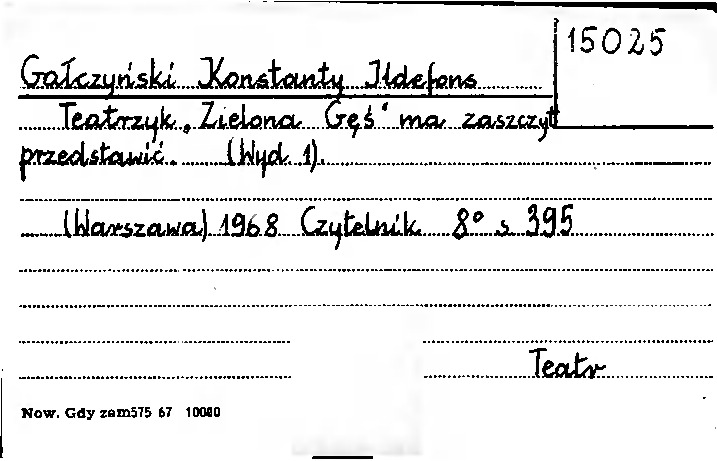 15025
Gałczyński Konstanty Ildefons
Teatrzyk „Zielona Gęś" ma zaszczyt
przedstawić. (Wyd. 1).
(Warszawa) 1968 Czytelnik 8° s 395
Teatr
Now. Gdy zam575 67 10000